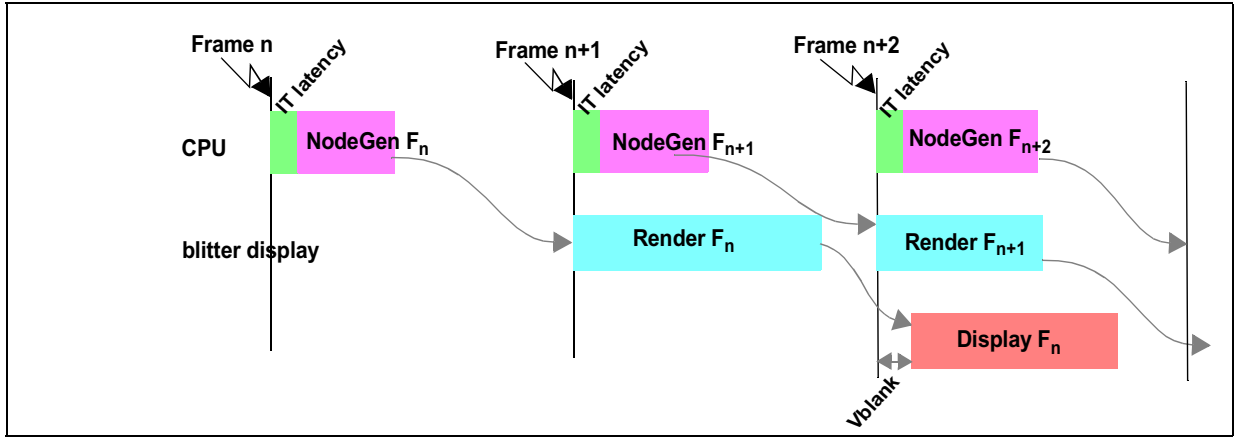 Frame n
Frame n+1
Frame n+2
IT latency
IT latency
IT latency
CPU
NodeGen Fn
NodeGen Fn+1
NodeGen Fn+2
blitter display
Render Fn
Render Fn+1
Display Fn
Vblank